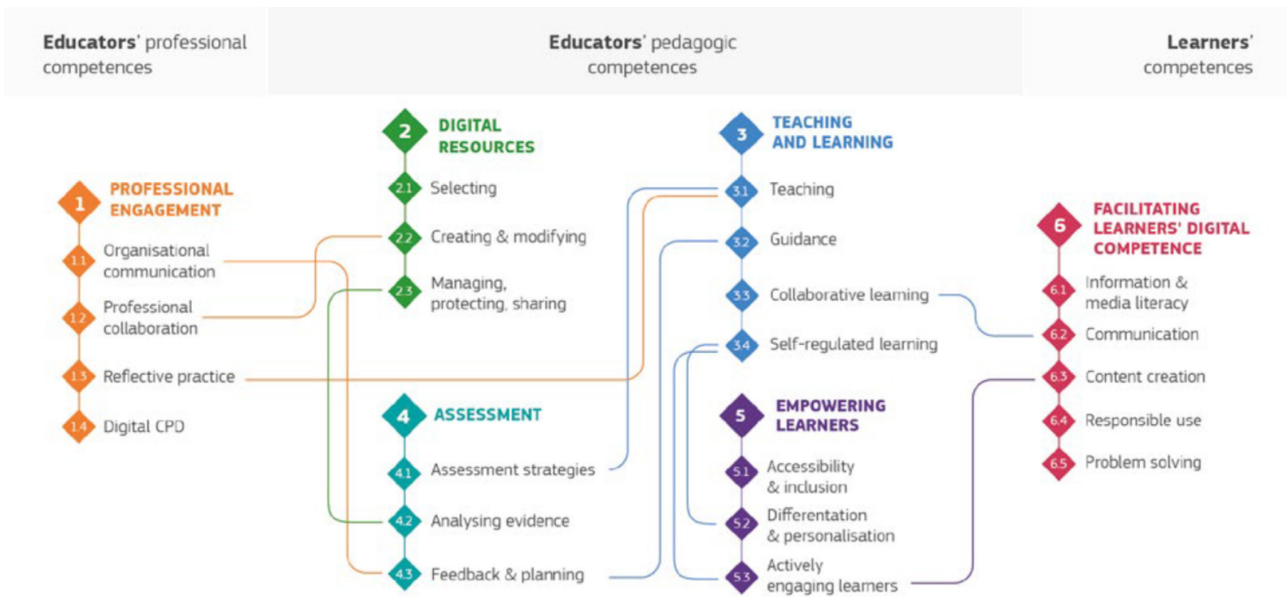 Educators' professional
competences
Educators' pedagogic
competences
Learners'
competences
1
PROFESSIONAL
ENGAGEMENT
1.1
Organisational
communication
1.2
Professional
collaboration
1.3
Reflective practice
1.4
Digital CPD
2
DIGITAL
RESOURCES
2.1
Selecting
2.2
Creating & modifying
2.3
Managing,
protecting, sharing
3
TEACHING
AND LEARNING
3.1
Teaching
3.2
Guidance
3.3
Collaborative learning
3.4
Self-regulated learning
4
ASSESSMENT
4.1
Assessment strategies
4.2
Analysing evidence
4.3
Feedback & planning
5
EMPOWERING
LEARNERS
5.1
Accessibility
& inclusion
5.2
Differentation
& personalisation
5.3
Actively
engaging learners
6
FACILITATING
LEARNERS' DIGITAL
COMPETENCE
6.1
Information &
media literacy
6.2
Communication
6.3
Content creation
6.4
Responsible use
6.5
Problem solving